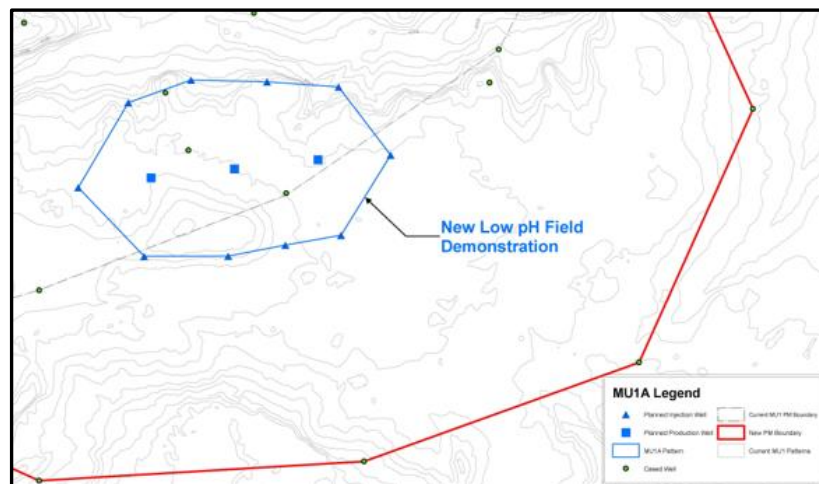 New Low pH Field
Demonstration
MU1A Legend
Planned Injection Well
Current MU1 PM Boundary
Planned Production Well
New PM Boundary
MU1A Pattern
Current MU1 Patterns
Cased Well